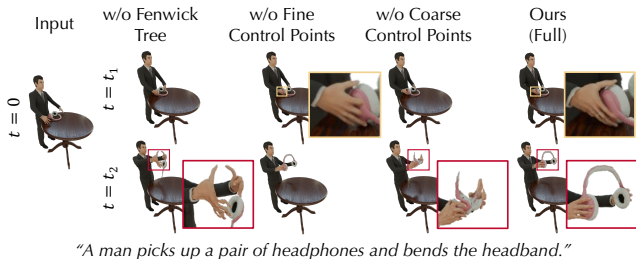 Input
w/o Fenwick
Tree
w/o Fine
Control Points
w/o Coarse
Control Points
Ours
(Full)
t = 0
t = t₁
t = t₂
“A man picks up a pair of headphones and bends the headband.”